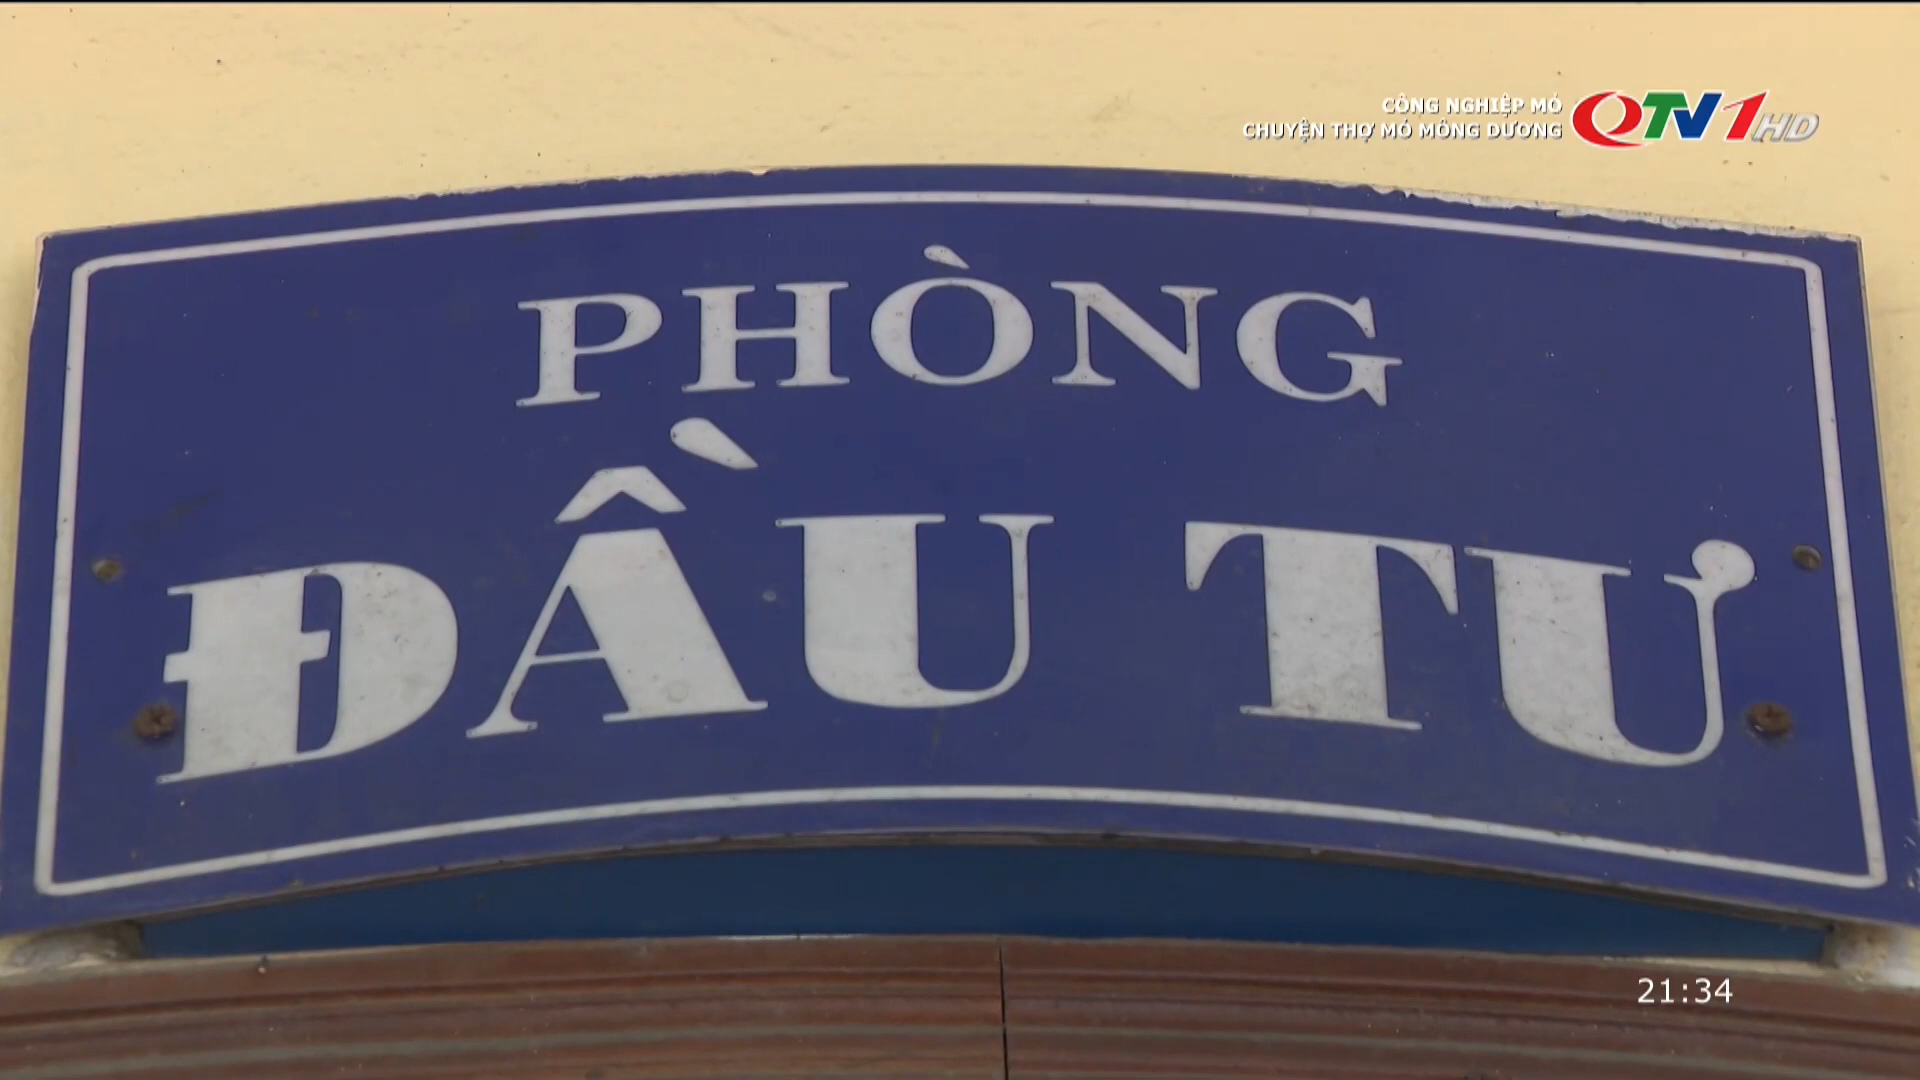 CÔNG NGHIỆP MỎ
CHUYỆN THỢ MỎ MÔNG DƯƠNG
QTV1HD
PHÒNG
ĐẦU TƯ
21:34